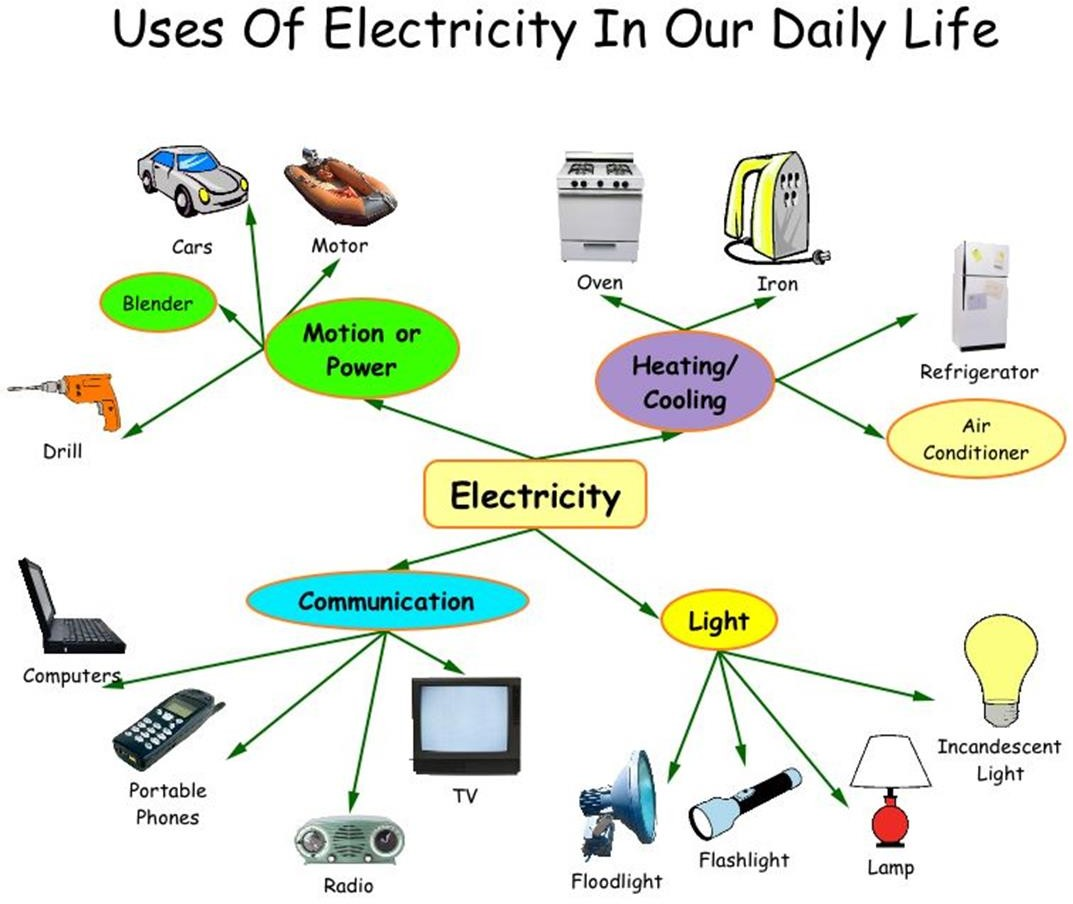 Uses Of Electricity In Our Daily Life
Cars
Motor
Blender
Motion or
Power
Drill
Oven
Iron
Heating/
Cooling
Refrigerator
Air
Conditioner
Electricity
Communication
Computers
Portable
Phones
Radio
TV
Light
Floodlight
Flashlight
Lamp
Incandescent
Light